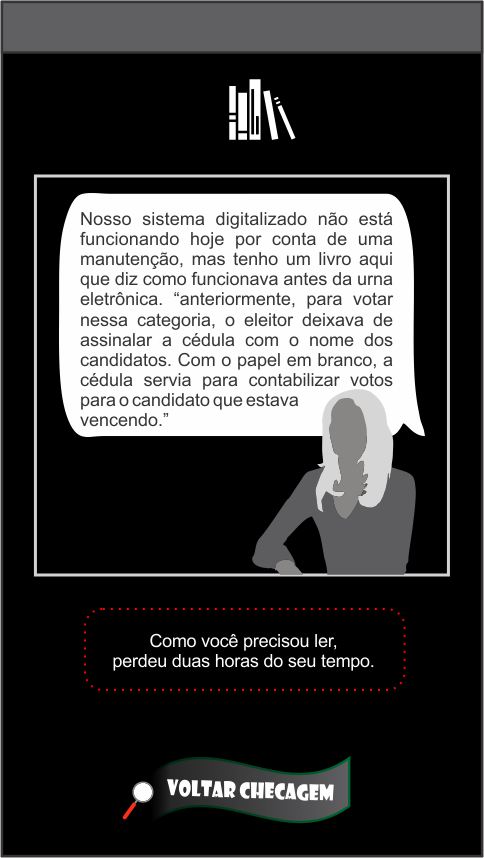 Nosso sistema digitalizado não está
funcionando hoje por conta de uma
manutenção, mas tenho um livro aqui
que diz como funcionava antes da urna
eletrônica. “anteriormente, para votar
nessa categoria, o eleitor deixava de
assinalar a cédula com o nome dos
candidatos. Com o papel em branco, a
cédula servia para contabilizar votos
para o candidato que estava
vencendo.”
Como você precisou ler,
perdeu duas horas do seu tempo.
VOLTAR CHECAGEM